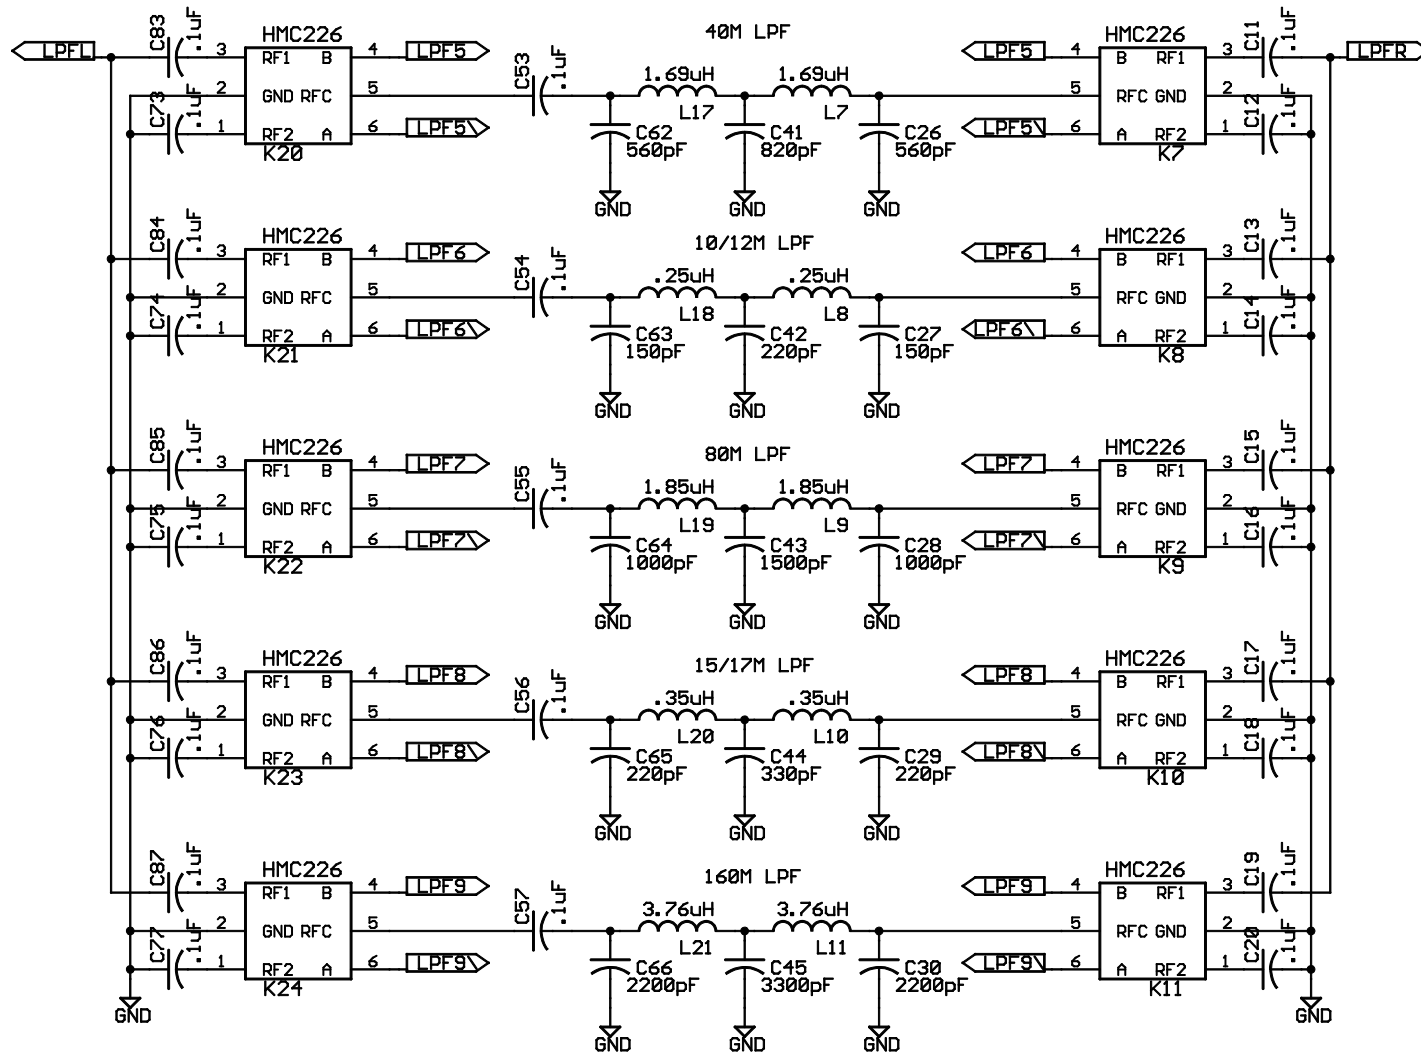 LPFL
C83
.1uF
HMC226
3
RF1
B
4
LPF5
2
GND
RFC
5
C73
.1uF
1
RF2
A
6
LPF5\
K20
C53
.1uF
40M LPF
1.69uH
1.69uH
L17
L7
C62
560pF
C41
820pF
C26
560pF
GND
GND
GND
LPF5
4
HMC226
B
RF1
3
C11
.1uF
LPFR
5
RFC
GND
2
LPF5\
6
A
RF2
1
C12
.1uF
K7
C84
.1uF
HMC226
3
RF1
B
4
LPF6
2
GND
RFC
5
C74
.1uF
1
RF2
A
6
LPF6\
K21
C54
.1uF
10/12M LPF
.25uH
.25uH
L18
L8
C63
150pF
C42
220pF
C27
150pF
GND
GND
GND
LPF6
4
HMC226
B
RF1
3
C13
.1uF
5
RFC
GND
2
LPF6\
6
A
RF2
1
C14
.1uF
K8
C85
.1uF
HMC226
3
RF1
B
4
LPF7
2
GND
RFC
5
C75
.1uF
1
RF2
A
6
LPF7\
K22
C55
.1uF
80M LPF
1.85uH
1.85uH
L19
L9
C64
1000pF
C43
1500pF
C28
1000pF
GND
GND
GND
LPF7
4
HMC226
B
RF1
3
C15
.1uF
5
RFC
GND
2
LPF7\
6
A
RF2
1
C16
.1uF
K9
C86
.1uF
HMC226
3
RF1
B
4
LPF8
2
GND
RFC
5
C76
.1uF
1
RF2
A
6
LPF8\
K23
C56
.1uF
15/17M LPF
.35uH
.35uH
L20
L10
C65
220pF
C44
330pF
C29
220pF
GND
GND
GND
LPF8
4
HMC226
B
RF1
3
C17
.1uF
5
RFC
GND
2
LPF8\
6
A
RF2
1
C18
.1uF
K10
C87
.1uF
HMC226
3
RF1
B
4
LPF9
2
GND
RFC
5
C77
.1uF
1
RF2
A
6
LPF9\
K24
GND
C57
.1uF
160M LPF
3.76uH
3.76uH
L21
L11
C66
2200pF
C45
3300pF
C30
2200pF
GND
GND
GND
LPF9
4
HMC226
B
RF1
3
C19
.1uF
5
RFC
GND
2
LPF9\
6
A
RF2
1
C20
.1uF
K11
GND